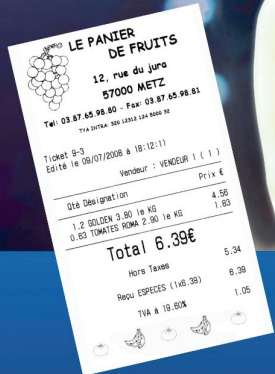 LE PANIER
DE FRUITS
12, rue du jura
57000 METZ
Tel: 03.87.65.98.80 - Fax: 03.87.65.98.81
TVA INTRA: 320 12312 124 5000 32
Ticket 9-3
Edité le 09/07/2008 à 18:12:11
Vendeur : VENDEUR 1 ( 1 )
Qté Désignation Prix €
1.2 GOLDEN 3.80 le KG 4.56
0.63 TOMATES ROMA 2.90 le KG 1.83
Total 6.39€
Hors Taxes 5.34
Reçu ESPECES (1x6.39) 6.39
TVA à 19.60% 1.05